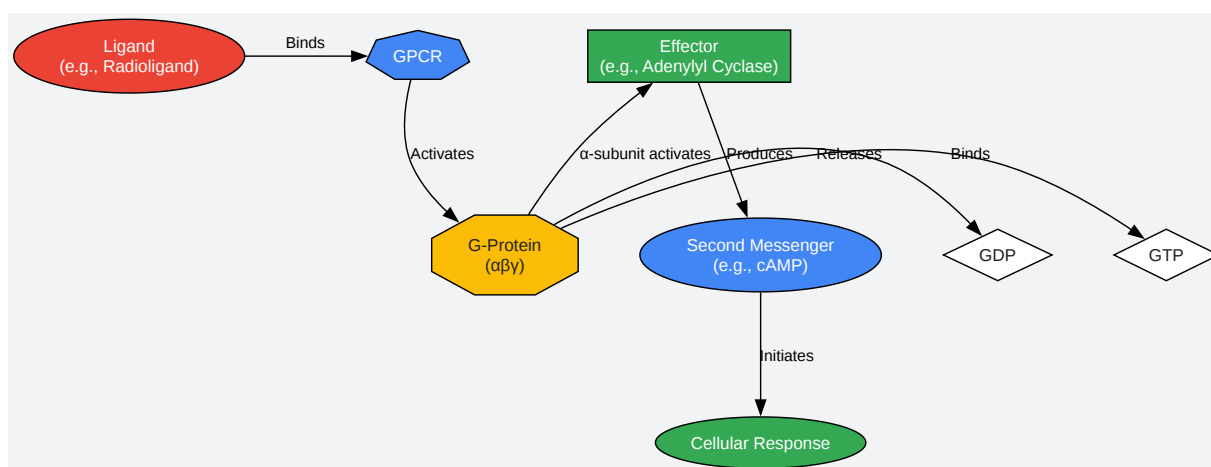 Ligand
(e.g., Radioligand)
Binds
GPCR
Effector
(e.g., Adenylyl Cyclase)
Activates
α-subunit activates
Produces
Releases
Binds
G-Protein
(αβγ)
Second Messenger
(e.g., cAMP)
GDP
GTP
Initiates
Cellular Response